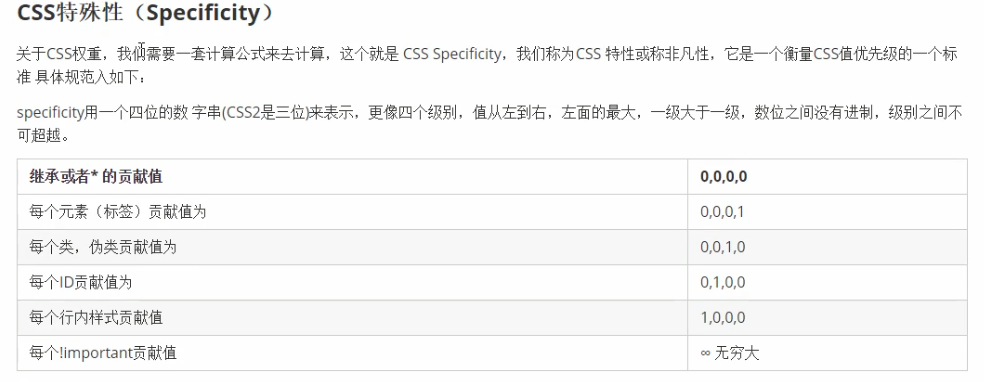 CSS特殊性（Specificity）
关于CSS权重，我们需要一套计算公式来去计算，这个就是 CSS Specificity，我们称为CSS 特性或称非凡性，它是一个衡量CSS值优先级的一个标
准 具体规范入如下：
specificity用一个四位的数 字串(CSS2是三位)来表示，更像四个级别，值从左到右，左面的最大，一级大于一级，数位之间没有进制，级别之间不
可超越。
继承或者* 的贡献值 0,0,0,0
每个元素（标签）贡献值为 0,0,0,1
每个类，伪类贡献值为 0,0,1,0
每个ID贡献值为 0,1,0,0
每个行内样式贡献值 1,0,0,0
每个!important贡献值 ∞ 无穷大